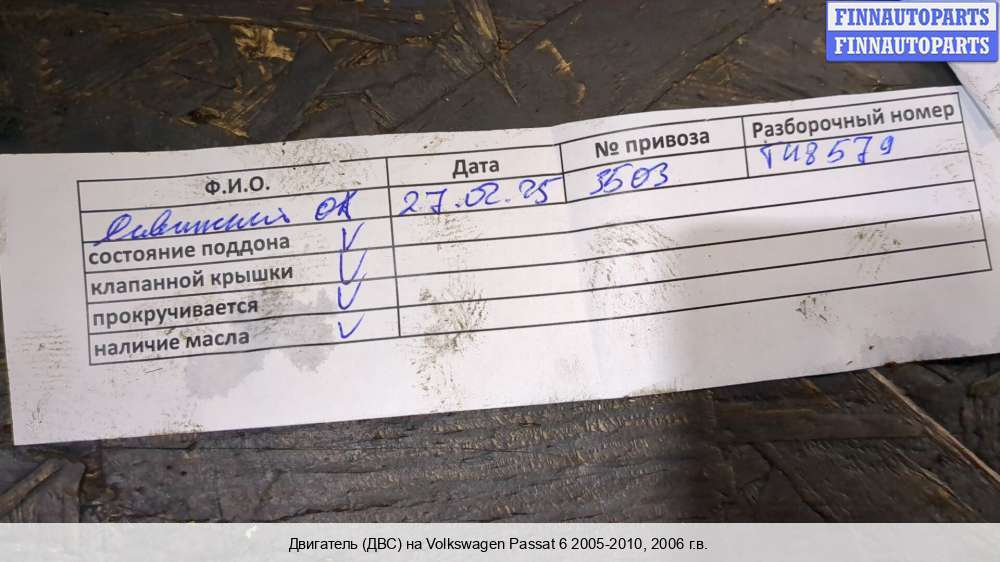 FINNAUTOPARTS
FINNAUTOPARTS
Ф.И.О. Дата № привоза Разборочный номер
27.02.25 3503 Т48579
состояние поддона
клапанной крышки
прокручивается
наличие масла
Двигатель (ДВС) на Volkswagen Passat 6 2005-2010, 2006 г.в.